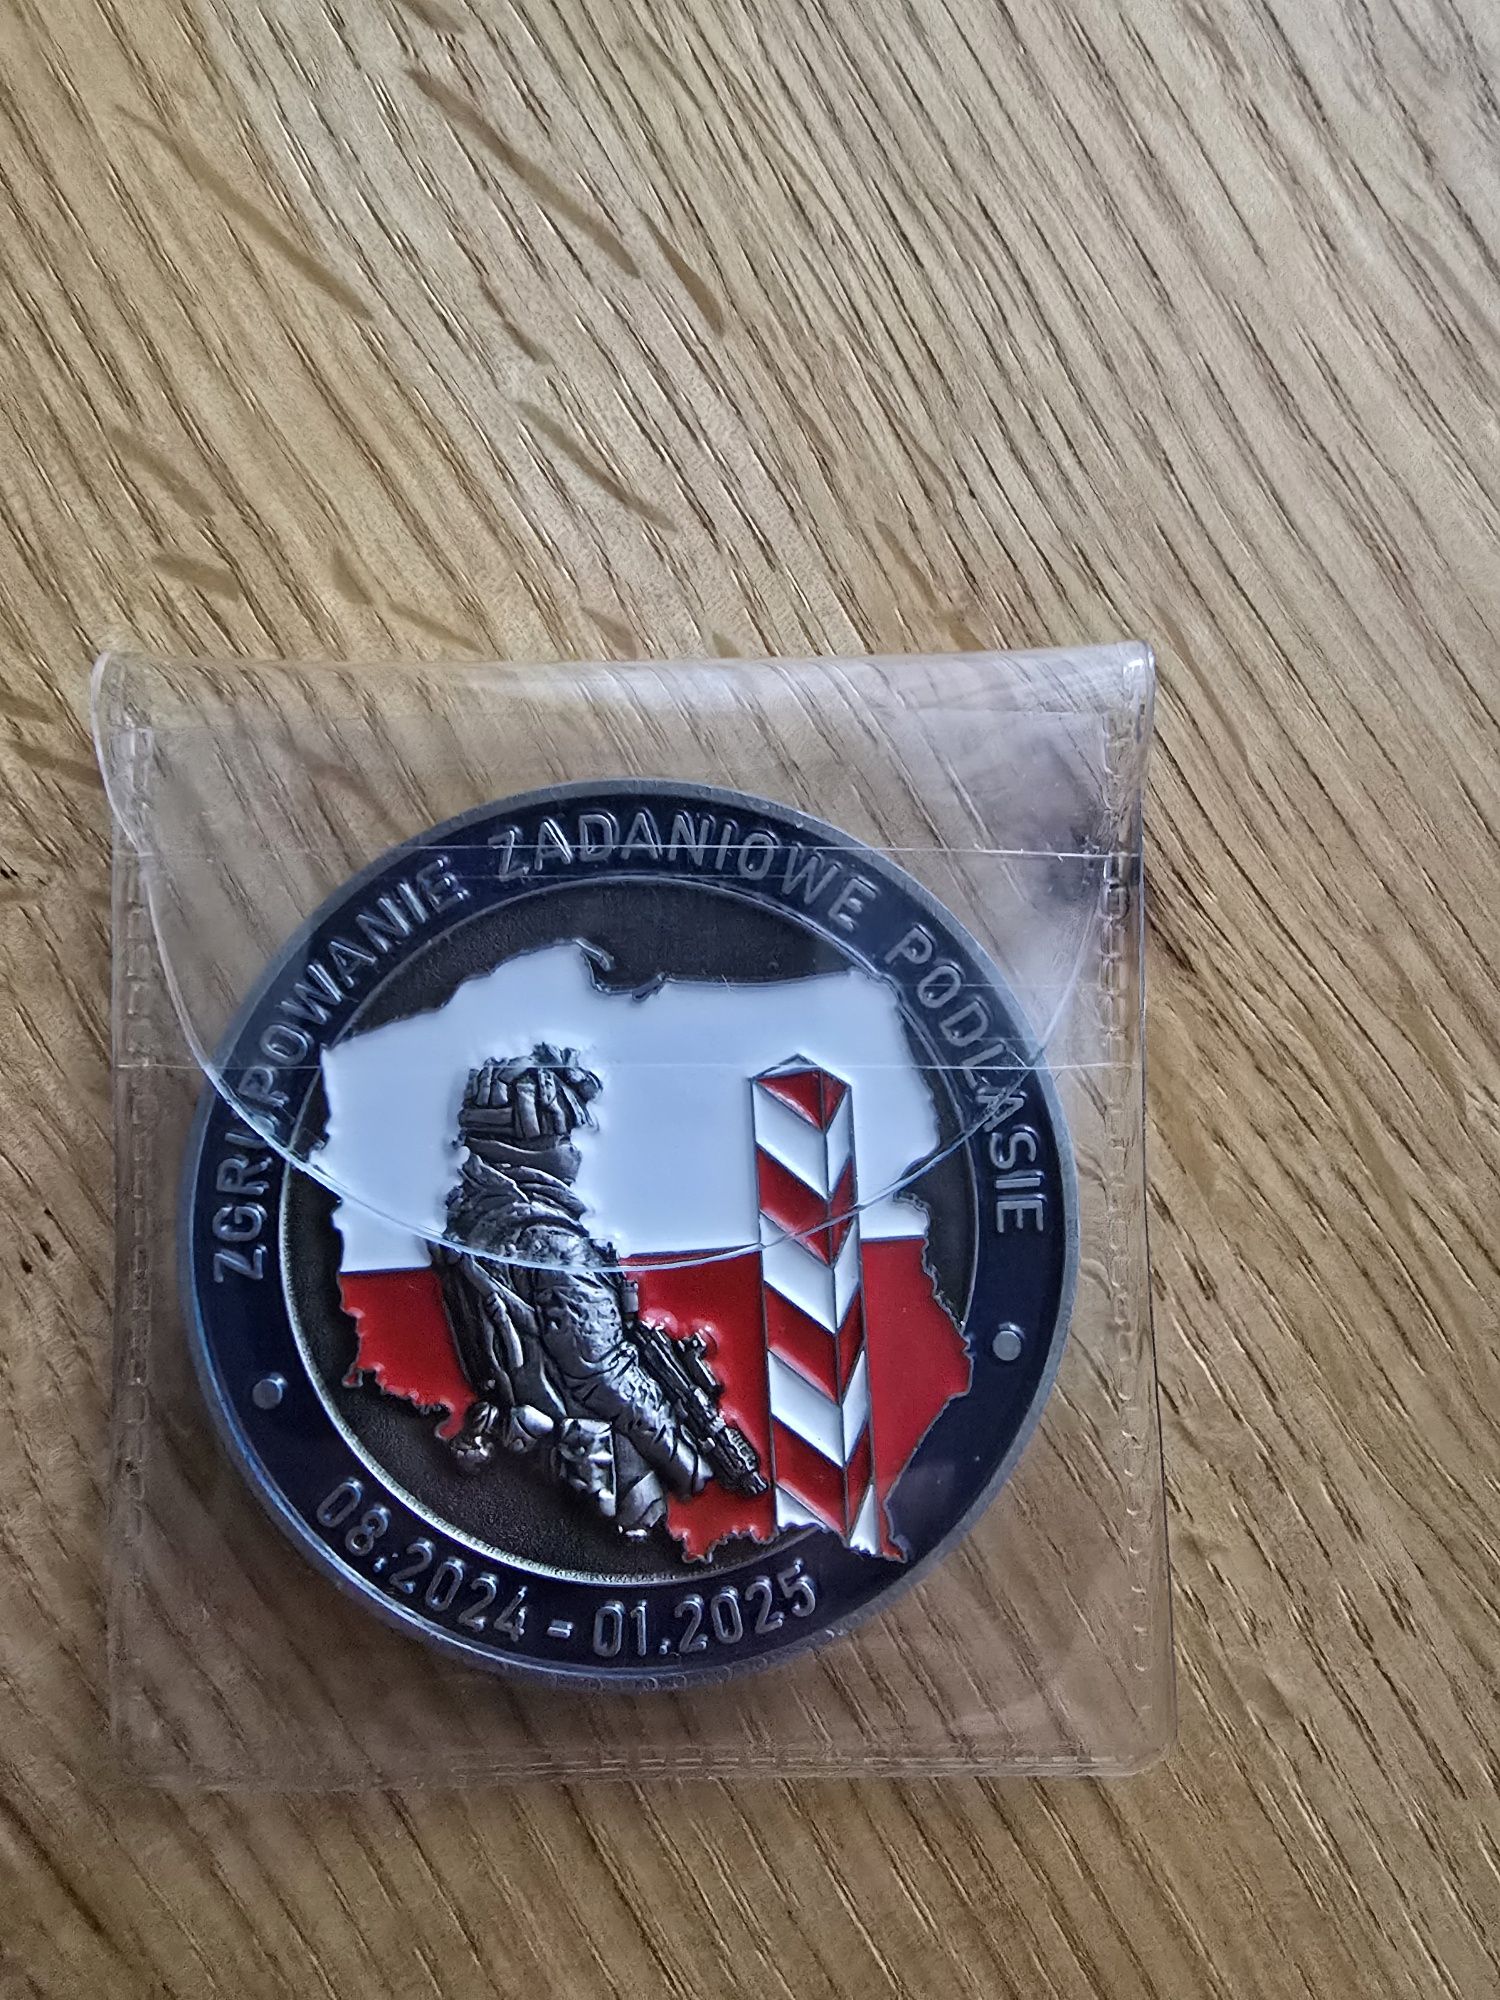 ZGRUPOWANIE ZADANIOWE PODLASIE
08.2024 - 01.2025